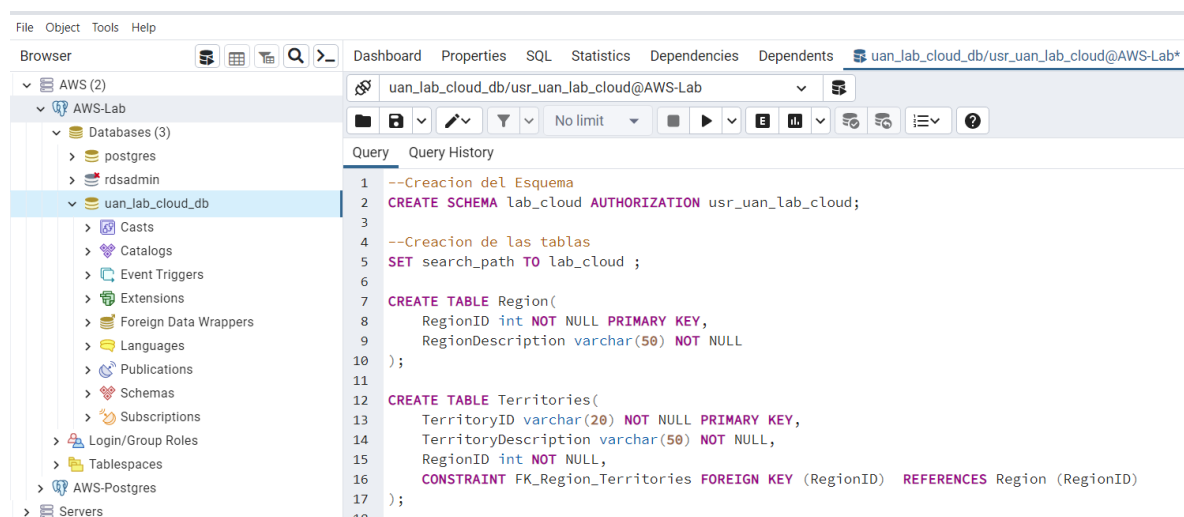 File Object Tools Help
Browser
Dashboard Properties SQL Statistics Dependencies Dependents uan_lab_cloud_db/usr_uan_lab_cloud@AWS-Lab*
AWS (2)
AWS-Lab
Databases (3)
postgres
rdsadmin
uan_lab_cloud_db
Casts
Catalogs
Event Triggers
Extensions
Foreign Data Wrappers
Languages
Publications
Schemas
Subscriptions
Login/Group Roles
Tablespaces
AWS-Postgres
Servers
uan_lab_cloud_db/usr_uan_lab_cloud@AWS-Lab
No limit
E
Query Query History
1 --Creacion del Esquema
2 CREATE SCHEMA lab_cloud AUTHORIZATION usr_uan_lab_cloud;
3
4 --Creacion de las tablas
5 SET search_path TO lab_cloud ;
6
7 CREATE TABLE Region(
8 RegionID int NOT NULL PRIMARY KEY,
9 RegionDescription varchar(50) NOT NULL
10 );
11
12 CREATE TABLE Territories(
13 TerritoryID varchar(20) NOT NULL PRIMARY KEY,
14 TerritoryDescription varchar(50) NOT NULL,
15 RegionID int NOT NULL,
16 CONSTRAINT FK_Region_Territories FOREIGN KEY (RegionID) REFERENCES Region (RegionID)
17 );